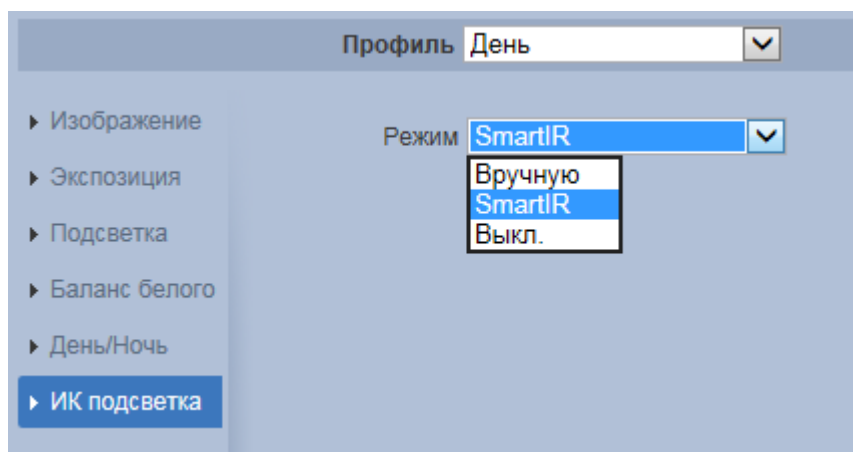 Профиль День
Изображение
Режим SmartIR
Вручную
Экспозиция
SmartIR
Подсветка
Выкл.
Баланс белого
День/Ночь
ИК подсветка